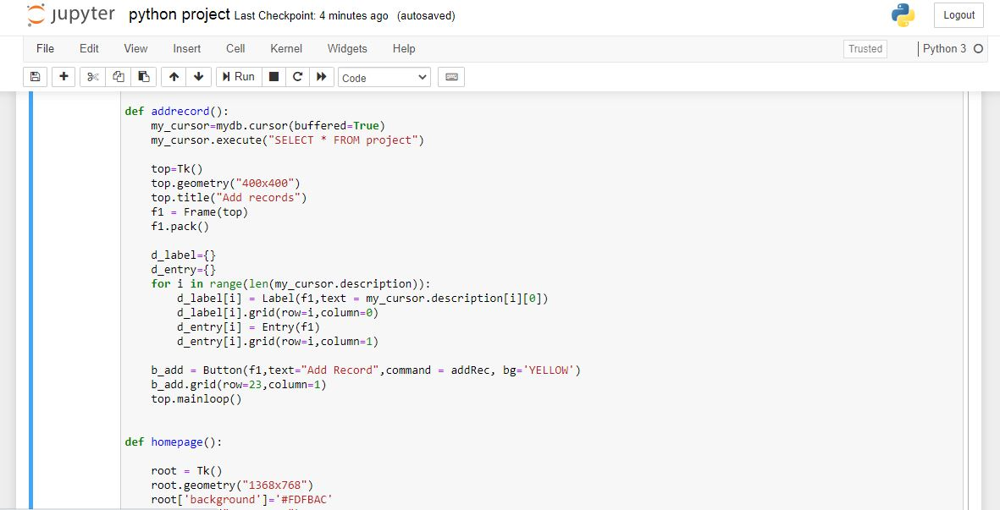 jupyter python project Last Checkpoint: 4 minutes ago (autosaved) Logout
File Edit View Insert Cell Kernel Widgets Help Trusted Python 3
Run Code
def addrecord():
    my_cursor=mydb.cursor(buffered=True)
    my_cursor.execute("SELECT * FROM project")
    top=Tk()
    top.geometry("400x400")
    top.title("Add records")
    f1 = Frame(top)
    f1.pack()
    d_label={}
    d_entry={}
    for i in range(len(my_cursor.description)):
        d_label[i] = Label(f1,text = my_cursor.description[i][0])
        d_label[i].grid(row=i,column=0)
        d_entry[i] = Entry(f1)
        d_entry[i].grid(row=i,column=1)
    b_add = Button(f1,text="Add Record",command = addRec, bg='YELLOW')
    b_add.grid(row=23,column=1)
    top.mainloop()
def homepage():
    root = Tk()
    root.geometry("1368x768")
    root['background']='#FDFBAC'